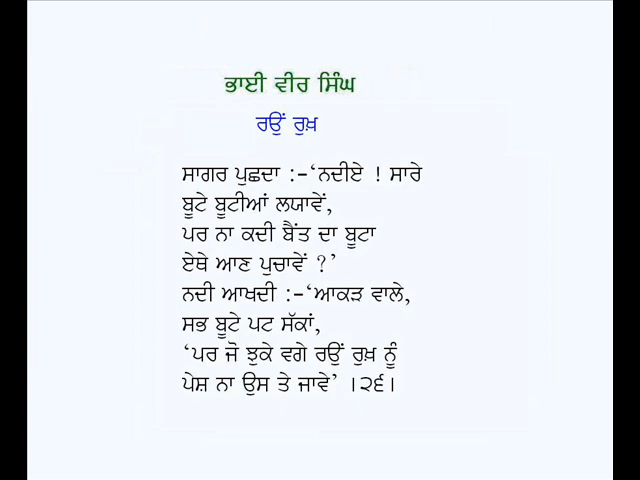 ਭਾਈ ਵੀਰ ਸਿੰਘ
ਰਉਂ ਰੁਖ਼
ਸਾਗਰ ਪੁਛਦਾ :-‘ਨਦੀਏ ! ਸਾਰੇ
ਬੂਟੇ ਬੂਟੀਆਂ ਲਯਾਵੇਂ,
ਪਰ ਨਾ ਕਦੀ ਬੈਂਤ ਦਾ ਬੂਟਾ
ਏਥੇ ਆਣ ਪੁਚਾਵੇਂ ?’
ਨਦੀ ਆਖਦੀ :-‘ਆਕੜ ਵਾਲੇ,
ਸਭ ਬੂਟੇ ਪਟ ਸੱਕਾਂ,
‘ਪਰ ਜੋ ਝੁਕੇ ਵਗੇ ਰਉਂ ਰੁਖ਼ ਨੂੰ
ਪੇਸ਼ ਨਾ ਉਸ ਤੇ ਜਾਵੇ’ ।੨੬।